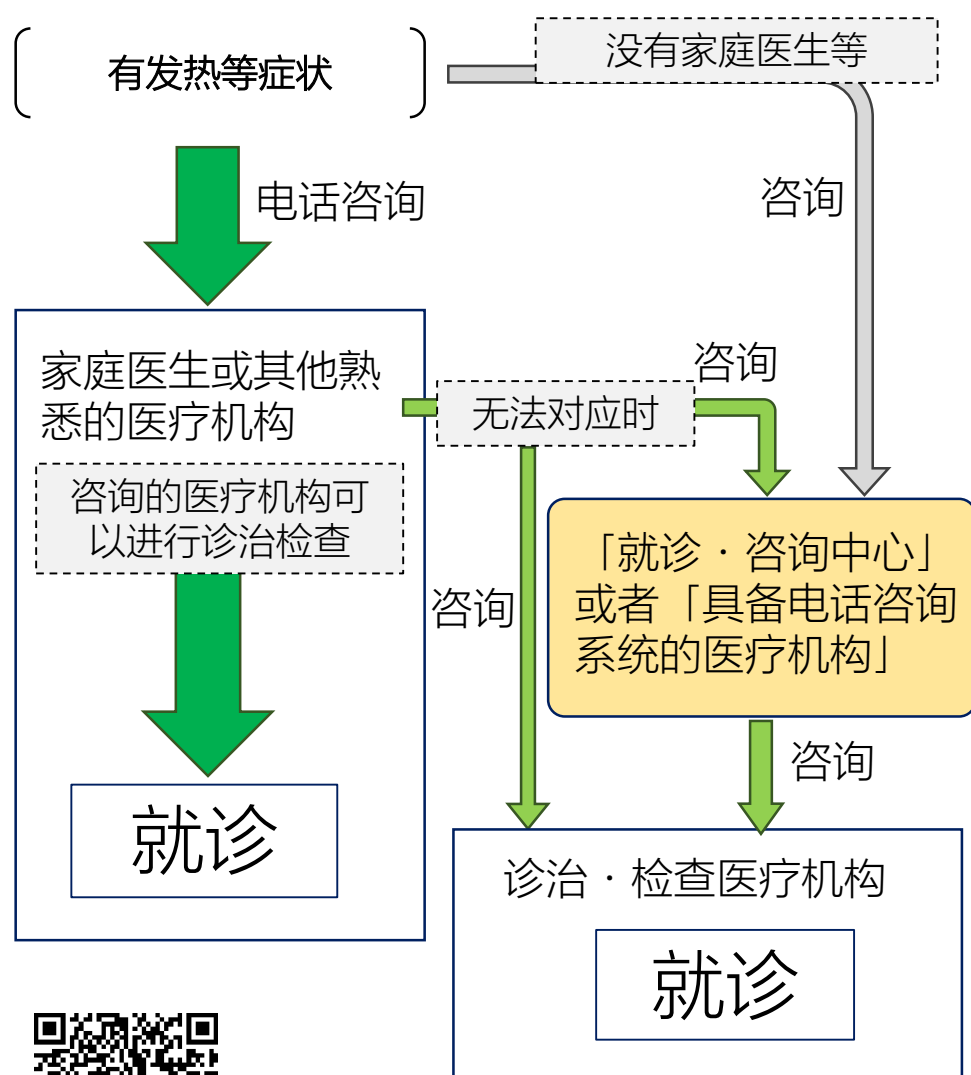 有发热等症状
没有家庭医生等
电话咨询
咨询
家庭医生或其他熟
悉的医疗机构
咨询
无法对应时
咨询的医疗机构可
以进行诊治检查
咨询
「就诊・咨询中心」
或者「具备电话咨询
系统的医疗机构」
咨询
就诊
诊治・检查医疗机构
就诊